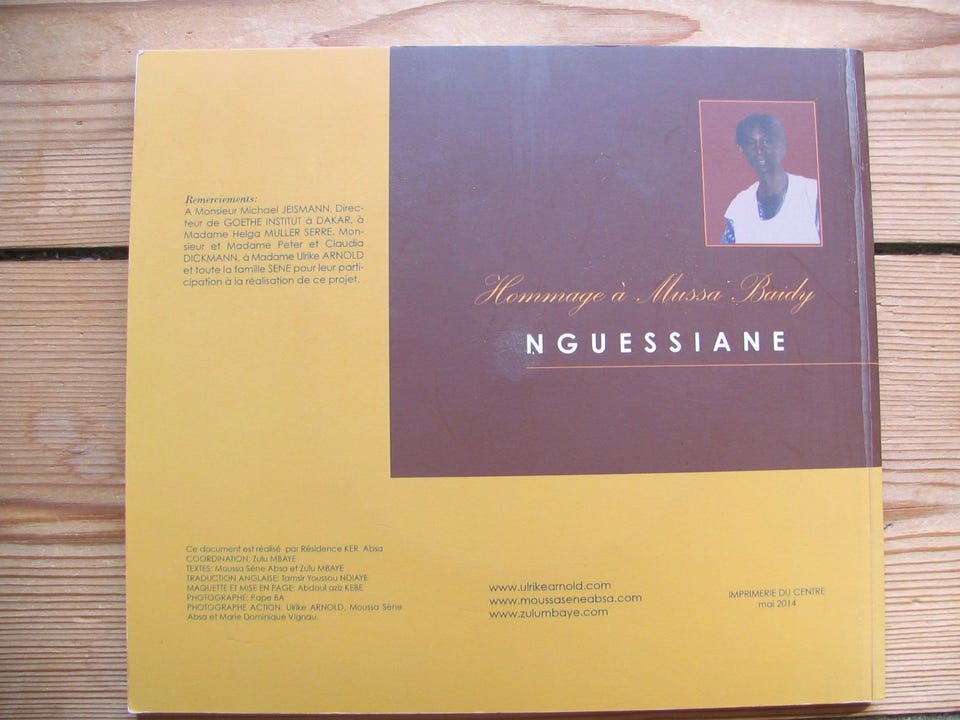 Remerciements:
A Monsieur Michael JEISMANN, Direc-
teur de GOETHE INSTITUT à DAKAR, à
Madame Helga MULLER SERRE, Mon-
sieur et Madame Peter et Claudia
DICKMANN, à Madame Ulrike ARNOLD
et toute la famille SENE pour leur parti-
cipation à la réalisation de ce projet.
Hommage à Mussa Baidy
NGUESSIANE
Ce document est réalisé par Résidence KER Absa
COORDINATION: Zulu MBAYE
TEXTES: Moussa Séne Absa et Zulu MBAYE
TRADUCTION ANGLAISE: Tamsir Youssou NDIAYE
MAQUETTE ET MISE EN PAGE: Abdoul aziz KEBE
PHOTOGRAPHE: Pape BA
PHOTOGRAPHE ACTION: Ulrike ARNOLD, Moussa Séne
Absa et Marie Dominique Vignau.
www.ulrikearnold.com
www.moussaseneabsa.com
www.zulumbaye.com
IMPRIMERIE DU CENTRE
mai 2014